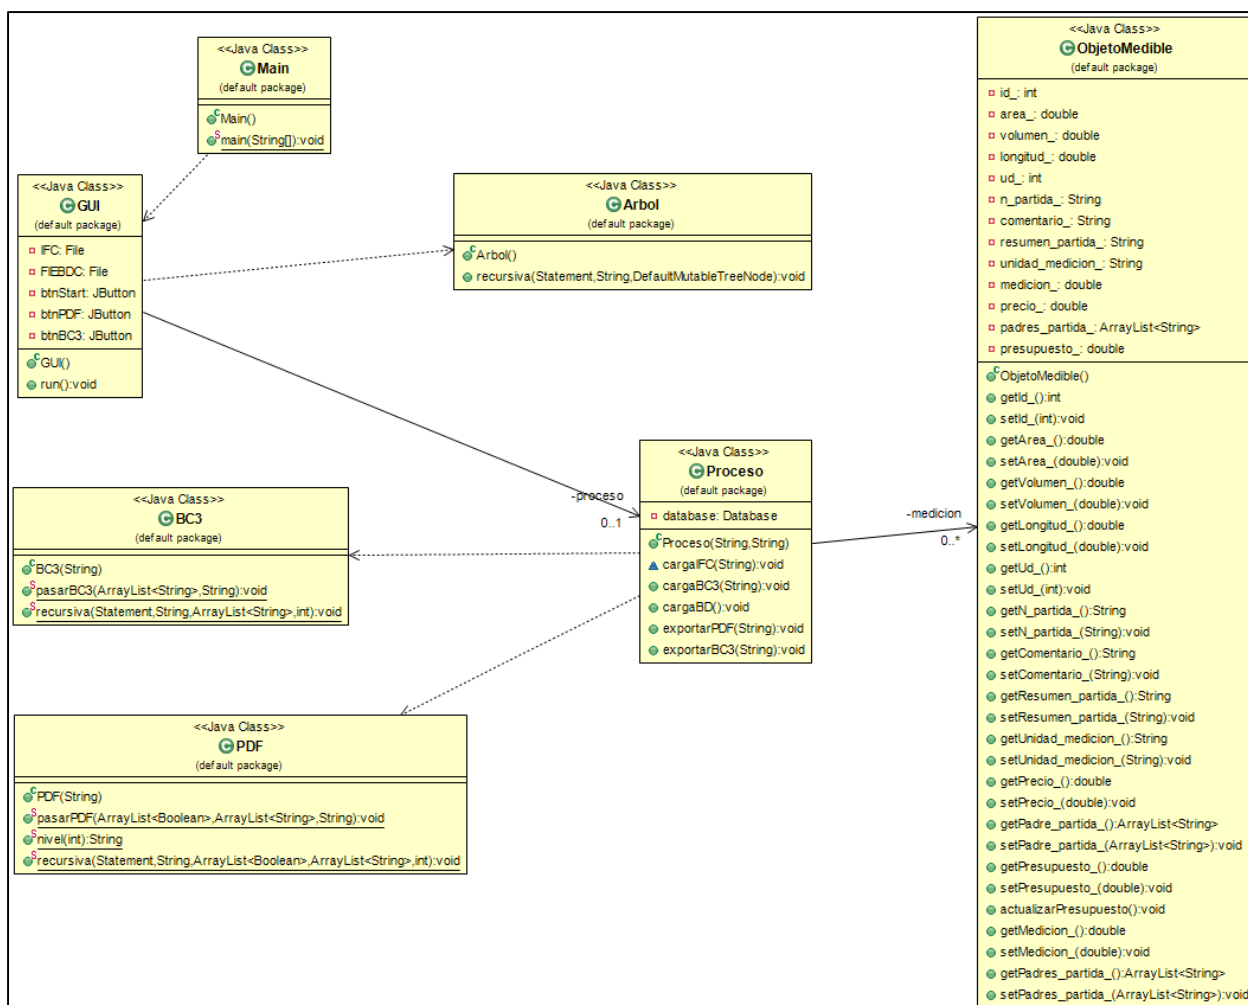 <<Java Class>>
Main
(default package)
Main()
main(String[]):void
<<Java Class>>
GUI
(default package)
IFC: File
FIEBDC: File
btnStart: JButton
btnPDF: JButton
btnBC3: JButton
GUI()
run():void
<<Java Class>>
Arbol
(default package)
Arbol()
recursiva(Statement,String,DefaultMutableTreeNode):void
<<Java Class>>
BC3
(default package)
BC3(String)
pasarBC3(ArrayList<String>,String):void
recursiva(Statement,String,ArrayList<String>,int):void
-proceso
0..1
<<Java Class>>
Proceso
(default package)
database: Database
Proceso(String,String)
cargaIFC(String):void
cargaBC3(String):void
cargaBD():void
exportarPDF(String):void
exportarBC3(String):void
-medicion
0..*
<<Java Class>>
PDF
(default package)
PDF(String)
pasarPDF(ArrayList<Boolean>,ArrayList<String>,String):void
nivel(int):String
recursiva(Statement,String,ArrayList<Boolean>,ArrayList<String>,int):void
<<Java Class>>
ObjetoMedible
(default package)
id_: int
area_: double
volumen_: double
longitud_: double
ud_: int
n_partida_: String
comentario_: String
resumen_partida_: String
unidad_medicion_: String
medicion_: double
precio_: double
padres_partida_: ArrayList<String>
presupuesto_: double
ObjetoMedible()
getId_():int
setId_(int):void
getArea_():double
setArea_(double):void
getVolumen_():double
setVolumen_(double):void
getLongitud_():double
setLongitud_(double):void
getUd_():int
setUd_(int):void
getN_partida_():String
setN_partida_(String):void
getComentario_():String
setComentario_(String):void
getResumen_partida_():String
setResumen_partida_(String):void
getUnidad_medicion_():String
setUnidad_medicion_(String):void
getPrecio_():double
setPrecio_(double):void
getPadre_partida_():ArrayList<String>
setPadre_partida_(ArrayList<String>):void
getPresupuesto_():double
setPresupuesto_(double):void
actualizarPresupuesto():void
getMedicion_():double
setMedicion_(double):void
getPadres_partida_():ArrayList<String>
setPadres_partida_(ArrayList<String>):void